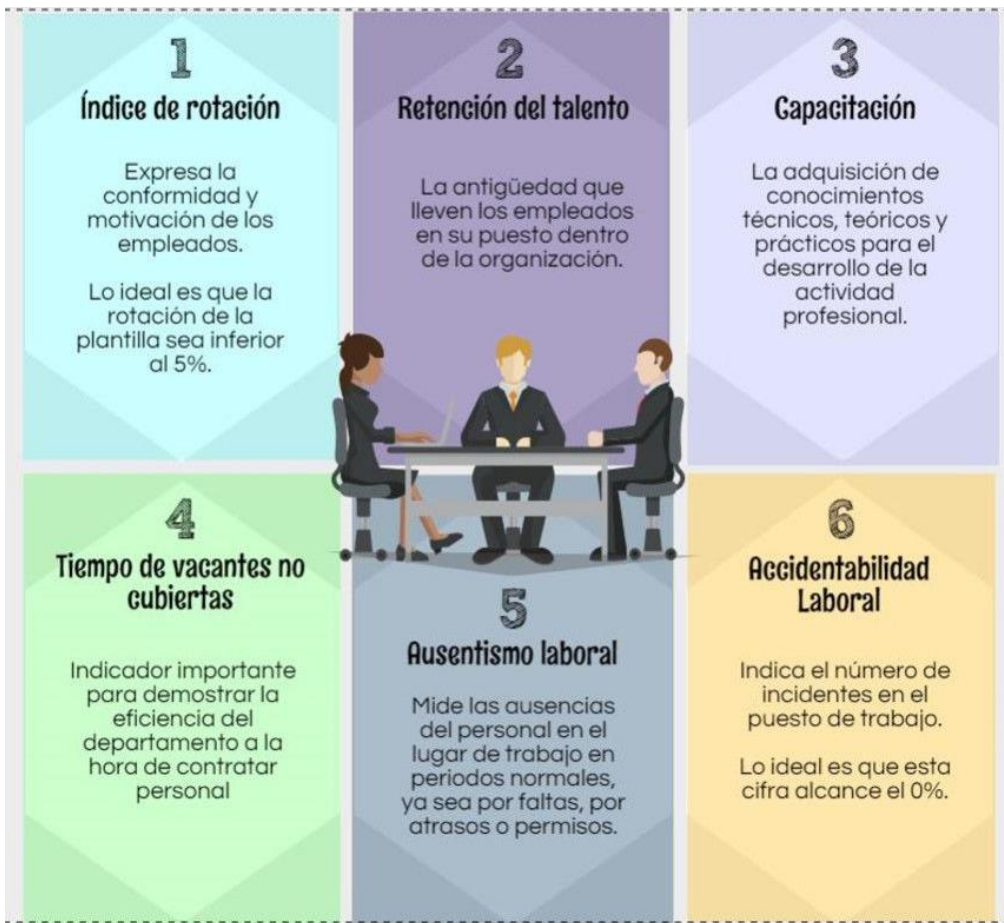 1
Índice de rotación
Expresa la
conformidad y
motivación de los
empleados.
Lo ideal es que la
rotación de la
plantilla sea inferior
al 5%.
2
Retención del talento
La antigüedad que
lleven los empleados
en su puesto dentro
de la organización.
3
Capacitación
La adquisición de
conocimientos
técnicos, teóricos y
prácticos para el
desarrollo de la
actividad
profesional.
4
Tiempo de vacantes no
cubiertas
Indicador importante
para demostrar la
eficiencia del
departamento a la
hora de contratar
personal
5
Ausentismo laboral
Mide las ausencias
del personal en el
lugar de trabajo en
periodos normales,
ya sea por faltas, por
atrasos o permisos.
6
Accidentabilidad
Laboral
Indica el número de
incidentes en el
puesto de trabajo.
Lo ideal es que esta
cifra alcance el 0%.